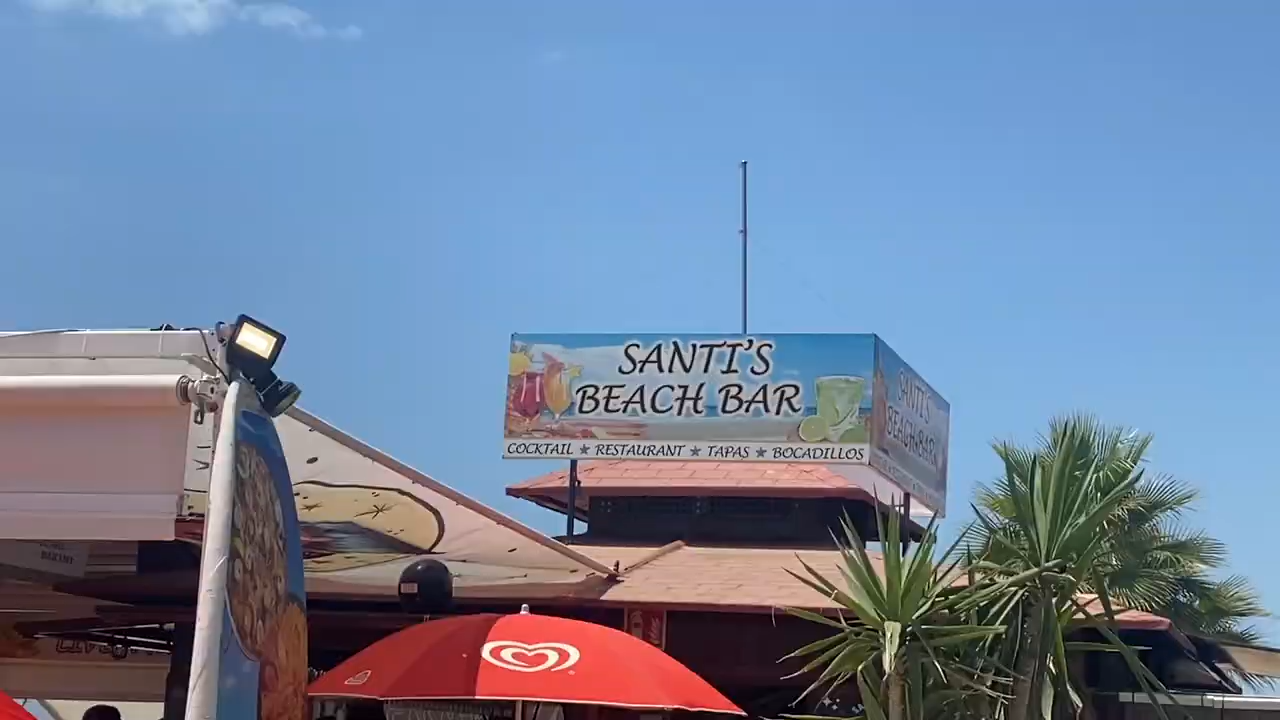 SANTI'S
BEACH BAR
COCKTAIL ★ RESTAURANT ★ TAPAS ★ BOCADILLOS
SANTI'S
BEACH BAR